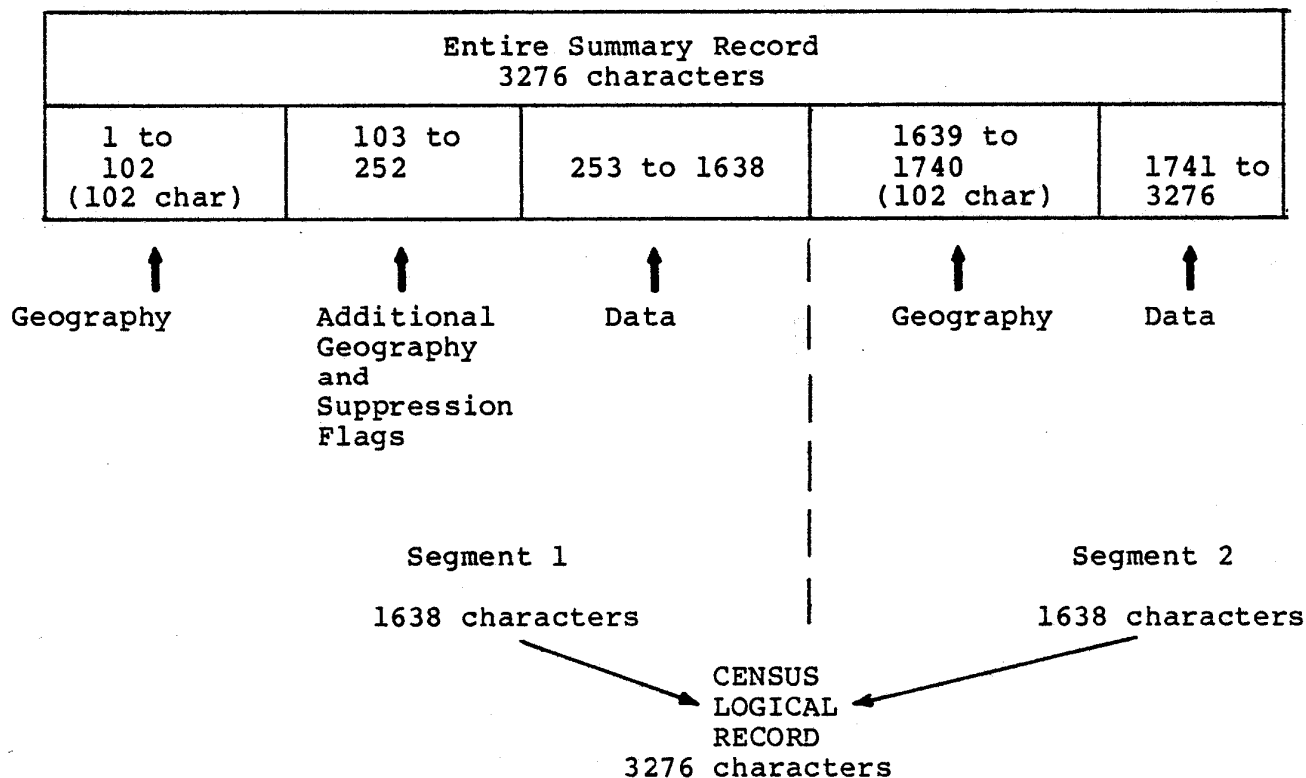 Entire Summary Record
3276 characters
1 to
102
(102 char)
103 to
252
253 to 1638
1639 to
1740
(102 char)
1741 to
3276
Geography
Additional
Geography
and
Suppression
Flags
Data
Geography
Data
Segment 1
1638 characters
Segment 2
1638 characters
CENSUS
LOGICAL
RECORD
3276 characters